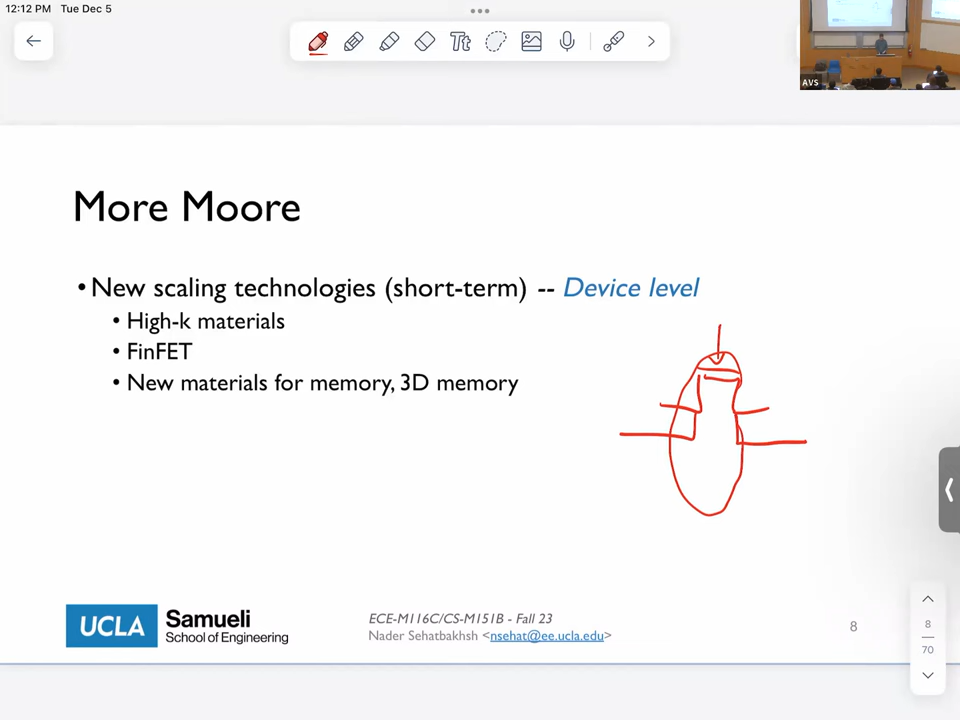 12:12 PM Tue Dec 5
Tt
AVS
More Moore
• New scaling technologies (short-term) -- Device level
• High-k materials
• FinFET
• New materials for memory, 3D memory
UCLA Samueli
School of Engineering
ECE-M116C/CS-M151B - Fall 23
Nader Sehatbakhsh <nsehat@ee.ucla.edu>
8
8
70